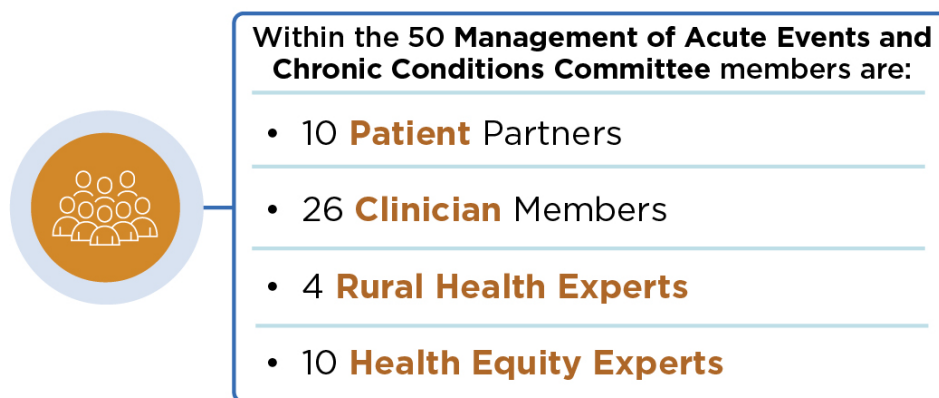 Within the 50 Management of Acute Events and
Chronic Conditions Committee members are:
• 10 Patient Partners
• 26 Clinician Members
• 4 Rural Health Experts
• 10 Health Equity Experts